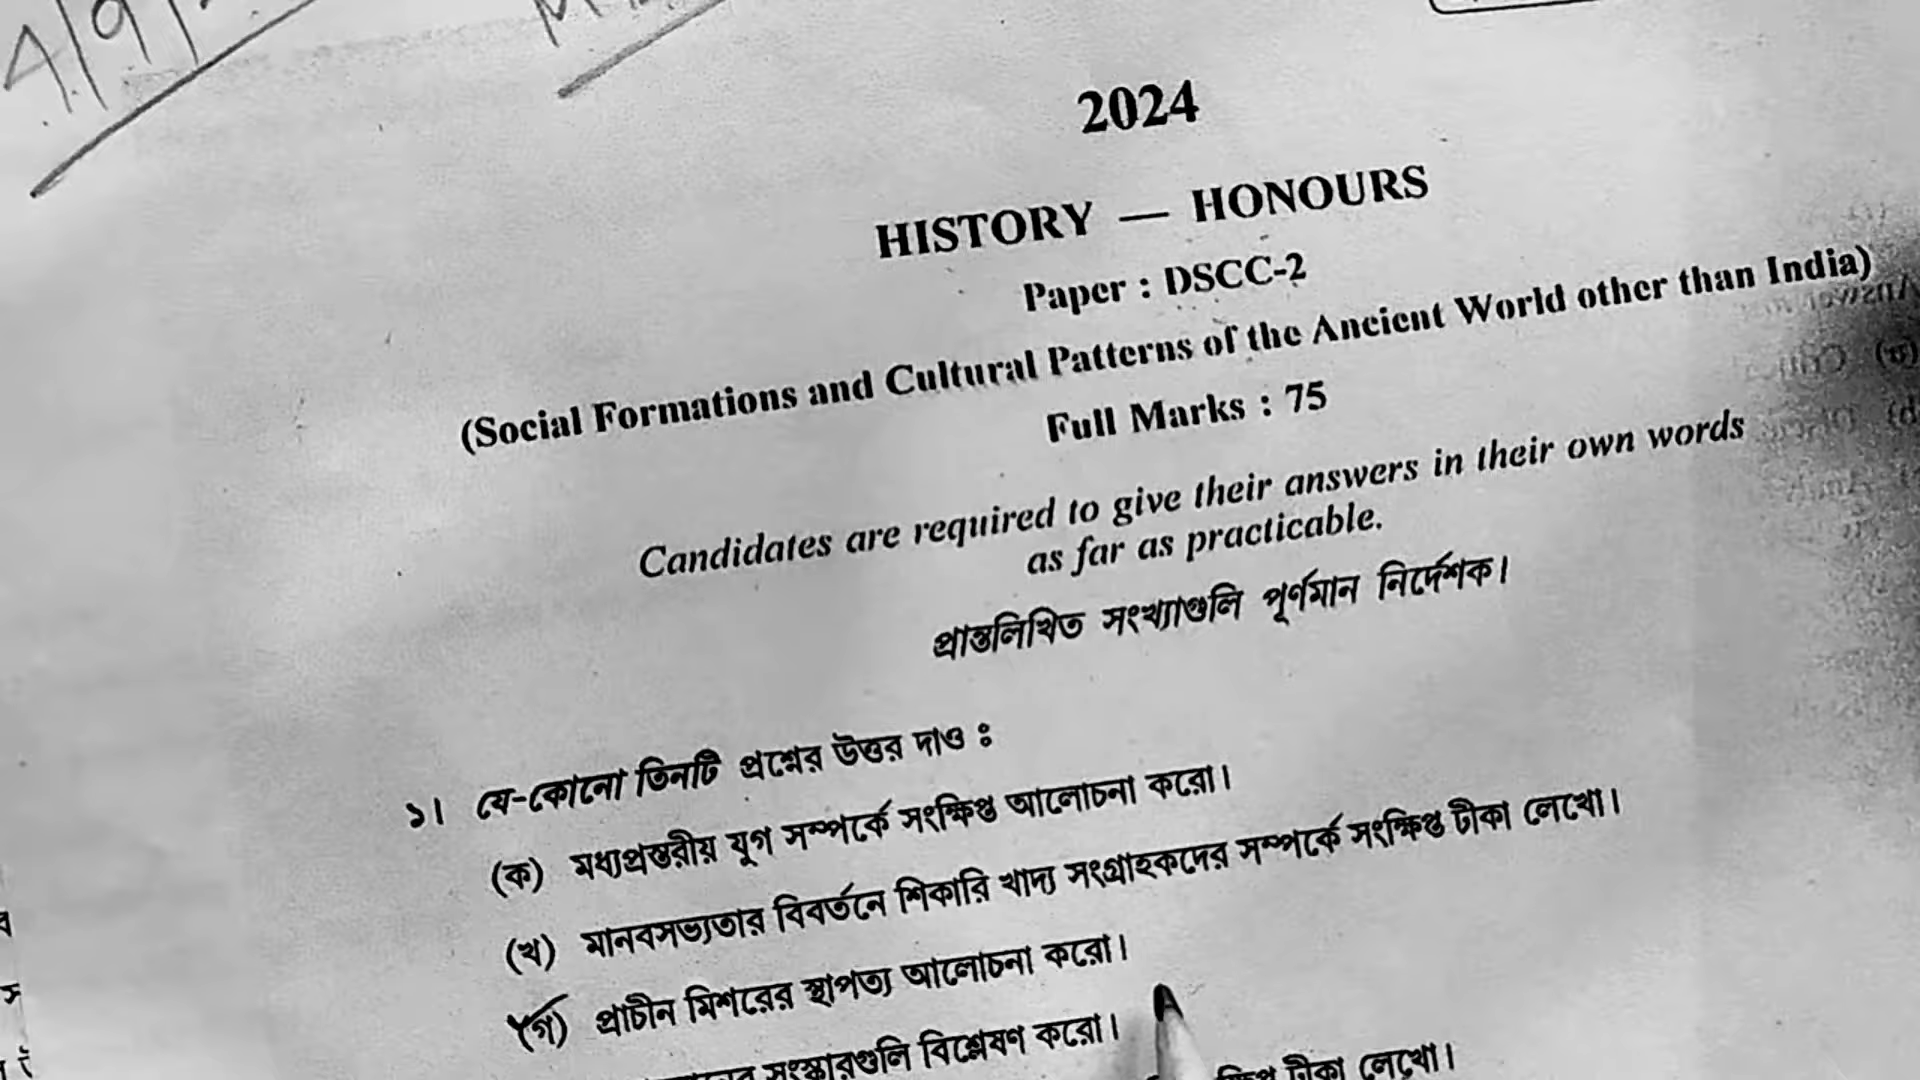 2024
HISTORY — HONOURS
Paper : DSCC-2
(Social Formations and Cultural Patterns of the Ancient World other than India)
Full Marks : 75
Candidates are required to give their answers in their own words
as far as practicable.
প্রান্তলিখিত সংখ্যাগুলি পূর্ণমান নির্দেশক।
১। যে-কোনো তিনটি প্রশ্নের উত্তর দাও ঃ
(ক) মধ্যপ্রস্তরীয় যুগ সম্পর্কে সংক্ষিপ্ত আলোচনা করো।
(খ) মানবসভ্যতার বিবর্তনে শিকারি খাদ্য সংগ্রাহকদের সম্পর্কে সংক্ষিপ্ত টীকা লেখো।
(গ) প্রাচীন মিশরের স্থাপত্য আলোচনা করো।
সংস্কারগুলি বিশ্লেষণ করো।
টীকা লেখো।